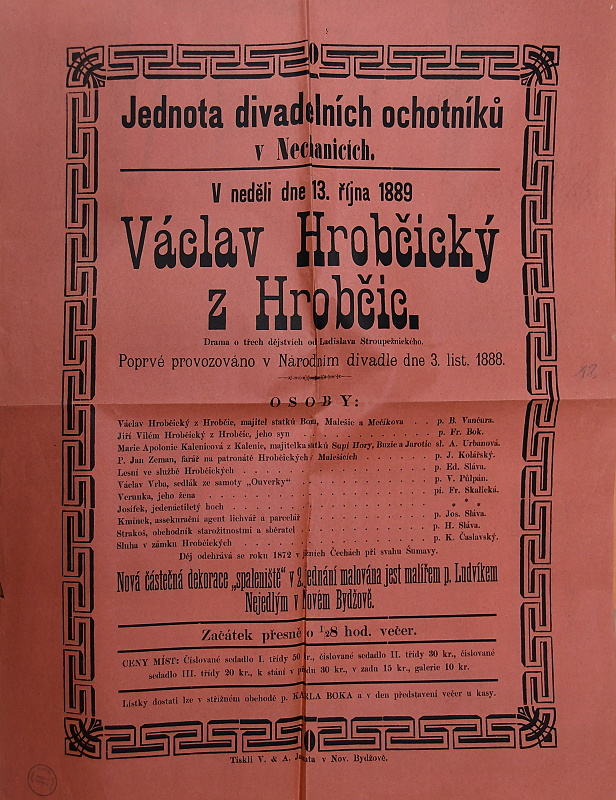 Jednota divadelních ochotníků
v Nechanicích.
V neděli dne 13. října 1889
Václav Hrobčický
z Hrobčic.
Drama o třech dějstvích od Ladislava Stroupežnického.
Poprvé provozováno v Národním divadle dne 3. list. 1888.
12
OSOBY:
Václav Hrobčický z Hrobčic, majitel statků Boru, Malešic a Mečikova . . p. B. Vančura.
Jiří Vilém Hrobčický z Hrobčic, jeho syn . . . p. Fr. Bok.
Marie Apolonie Kalenicová z Kalenic, majitelka statků Supí Hory, Buzic a Jarotic sl. A. Urbanová.
P. Jan Zeman, farář na patronátě Hrobčických v Malešicích . . . p. J. Kolářský.
Lesní ve službě Hrobčických . . . p. Ed. Sláva.
Václav Vrba, sedlák ze samoty „Ouverky“ . . . p. V. Půlpán.
Verunka, jeho žena . . . pí. Fr. Skalická.
Josífek, jedenáctiletý hoch . . . * * *
Kmínek, assekurační agent lichvář a parcelář . . . p. Jos. Sláva.
Strakoš, obchodník starožitnostmi a sběratel . . . p. H. Sláva.
Sluha v zámku Hrobčických . . . p. K. Čáslavský.
Děj odehrává se roku 1872 v jižních Čechách při svahu Šumavy.
Nová částečná dekorace „spaleniště“ v 2. jednání malována jest malířem p. Ludvíkem
Nejedlým v Novém Bydžově.
Začátek přesně o 1/28 hod. večer.
CENY MÍST: Číslované sedadlo I. třídy 50 kr., číslované sedadlo II. třídy 30 kr., číslované
sedadlo III. třídy 20 kr., k stání v předu 30 kr., v zadu 15 kr., galerie 10 kr.
Lístky dostati lze v střižném obchodě p. KARLA BOKA a v den představení večer u kasy.
Tiskli V. & A. Janata v Nov. Bydžově.